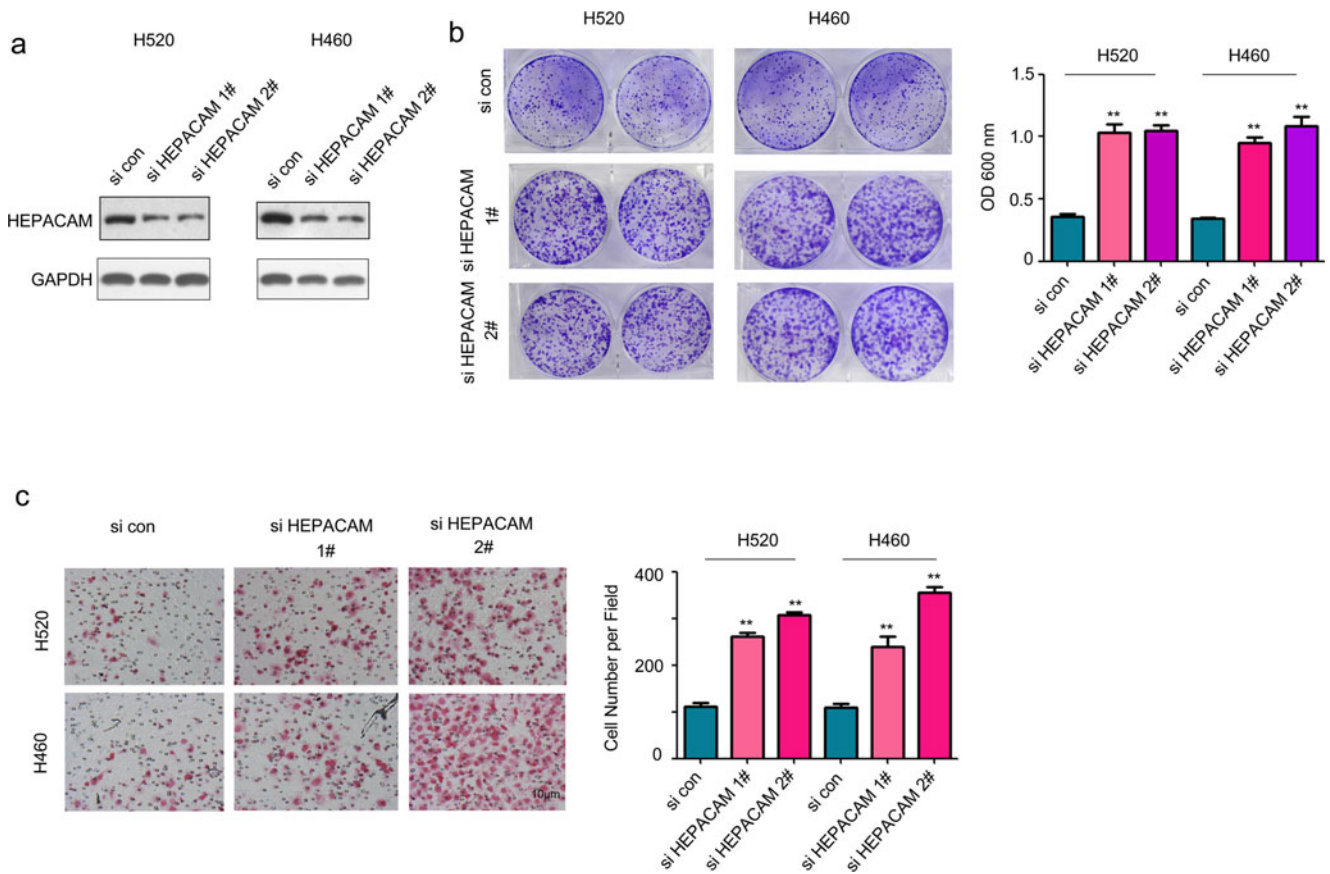 a
H520
H460
si con
si HEPACAM 1#
si HEPACAM 2#
si con
si HEPACAM 1#
si HEPACAM 2#
HEPACAM
GAPDH
b
H520
H460
si con
si HEPACAM
1#
si HEPACAM
2#
H520
H460
OD 600 nm
1.5
1.0
0.5
0
**
**
**
**
si con
si HEPACAM 1#
si HEPACAM 2#
si con
si HEPACAM 1#
si HEPACAM 2#
c
si con
si HEPACAM
1#
si HEPACAM
2#
H520
H460
10μm
H520
H460
Cell Number per Field
400
200
0
**
**
**
**
si con
si HEPACAM 1#
si HEPACAM 2#
si con
si HEPACAM 1#
si HEPACAM 2#